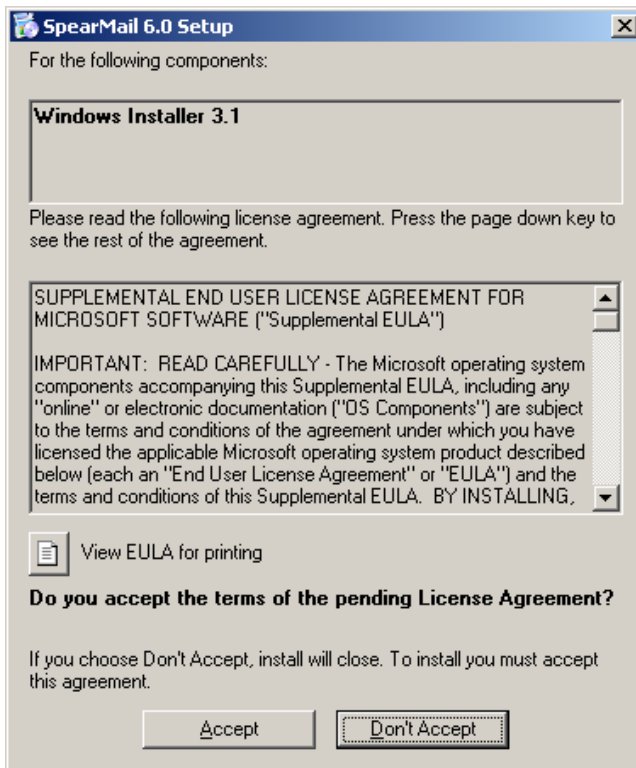 SpearMail 6.0 Setup
For the following components:
Windows Installer 3.1
Please read the following license agreement. Press the page down key to
see the rest of the agreement.
SUPPLEMENTAL END USER LICENSE AGREEMENT FOR
MICROSOFT SOFTWARE ("Supplemental EULA")
IMPORTANT:  READ CAREFULLY - The Microsoft operating system
components accompanying this Supplemental EULA, including any
"online" or electronic documentation ("OS Components") are subject
to the terms and conditions of the agreement under which you have
licensed the applicable Microsoft operating system product described
below (each an "End User License Agreement" or "EULA") and the
terms and conditions of this Supplemental EULA.  BY INSTALLING,
View EULA for printing
Do you accept the terms of the pending License Agreement?
If you choose Don't Accept, install will close. To install you must accept
this agreement.
Accept
Don't Accept